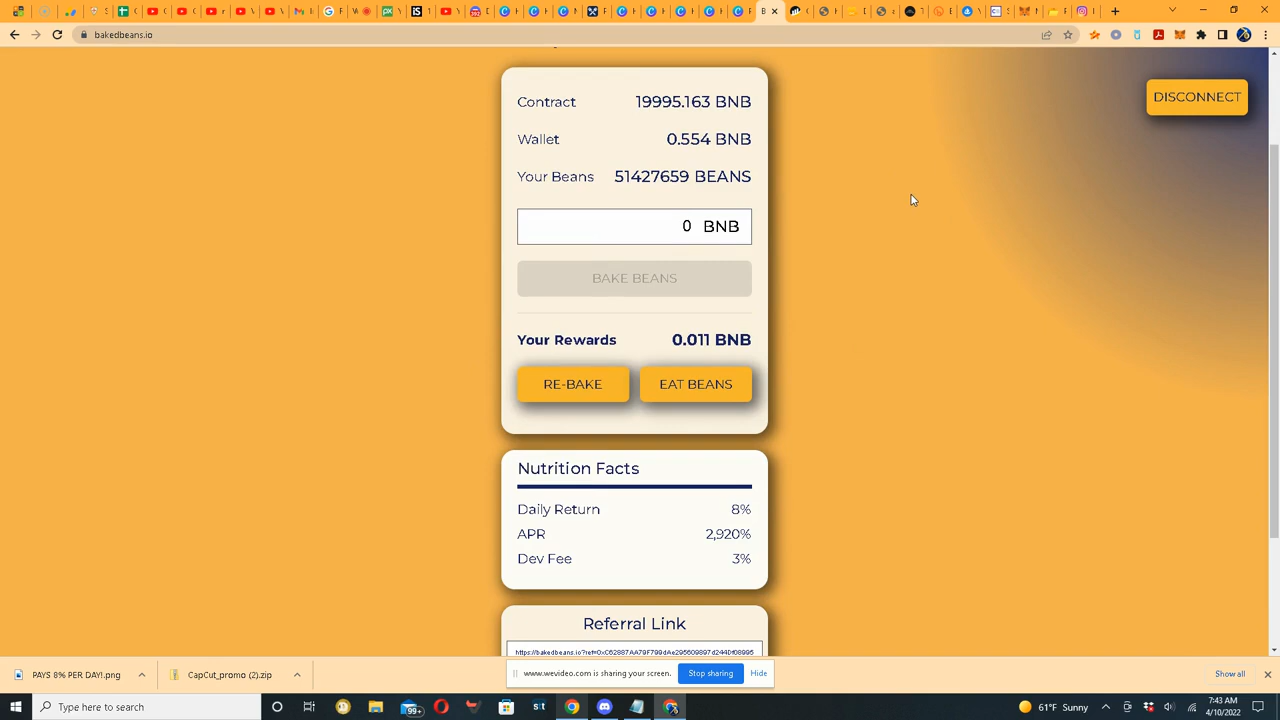 bakedbeans.io
DISCONNECT
Contract 19995.163 BNB
Wallet 0.554 BNB
Your Beans 51427659 BEANS
0 BNB
BAKE BEANS
Your Rewards 0.011 BNB
RE-BAKE EAT BEANS
Nutrition Facts
Daily Return 8%
APR 2,920%
Dev Fee 3%
Referral Link
PAYS 8% PER DAY!.png
CapCut_promo (2).zip
www.wevideo.com is sharing your screen.
Stop sharing
Hide
Show all
Type here to search
99+
61°F Sunny
7:43 AM
4/10/2022